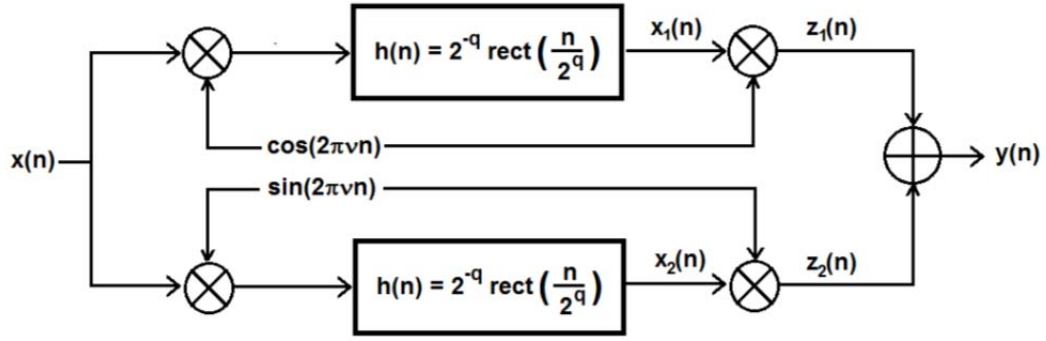 x₁(n)
z₁(n)
h(n) = 2^-q rect(n/2^q)
cos(2πνn)
x(n)
y(n)
sin(2πνn)
x₂(n)
z₂(n)
h(n) = 2^-q rect(n/2^q)